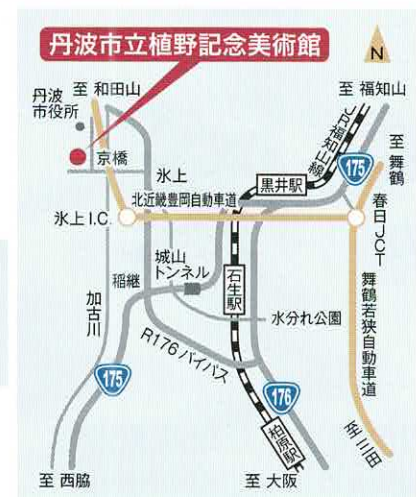 丹波市立植野記念美術館
N
至 和田山
至 福知山
丹波
市役所
JR福知山線
175
至 舞鶴
京橋
氷上
黒井駅
北近畿豊岡自動車道
氷上 I.C.
春日JCT
城山
トンネル
稲継
石生駅
水分れ公園
加古川
舞鶴若狭自動車道
R176 バイパス
175
176
柏原駅
至 三田
至 西脇
至 大阪